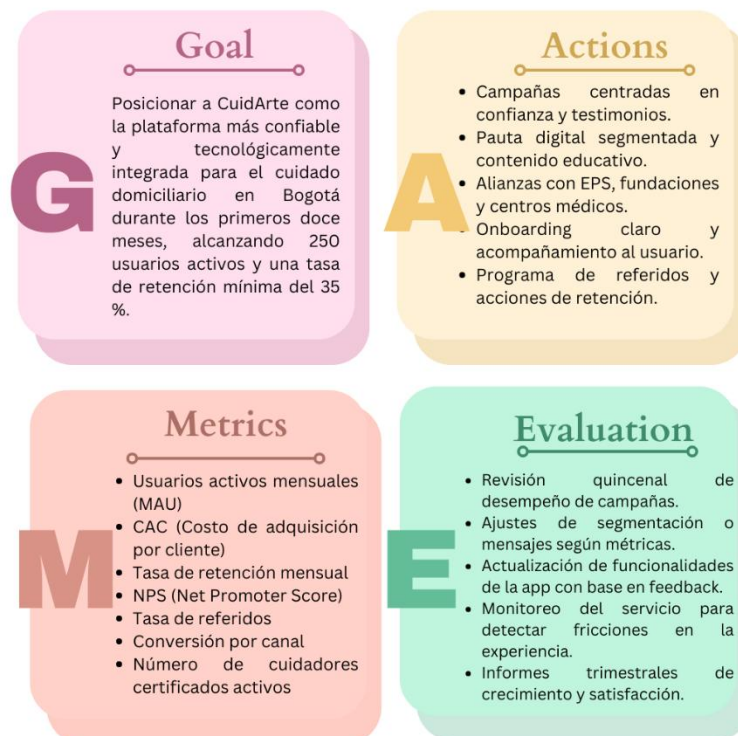 Goal
G
Posicionar a CuidArte como
la plataforma más confiable
y tecnológicamente
integrada para el cuidado
domiciliario en Bogotá
durante los primeros doce
meses, alcanzando 250
usuarios activos y una tasa
de retención mínima del 35
%.
Actions
A
• Campañas centradas en
confianza y testimonios.
• Pauta digital segmentada y
contenido educativo.
• Alianzas con EPS, fundaciones
y centros médicos.
• Onboarding claro y
acompañamiento al usuario.
• Programa de referidos y
acciones de retención.
Metrics
M
• Usuarios activos mensuales
(MAU)
• CAC (Costo de adquisición
por cliente)
• Tasa de retención mensual
• NPS (Net Promoter Score)
• Tasa de referidos
• Conversión por canal
• Número de cuidadores
certificados activos
Evaluation
E
• Revisión quincenal de
desempeño de campañas.
• Ajustes de segmentación o
mensajes según métricas.
• Actualización de funcionalidades
de la app con base en feedback.
• Monitoreo del servicio para
detectar fricciones en la
experiencia.
• Informes trimestrales de
crecimiento y satisfacción.